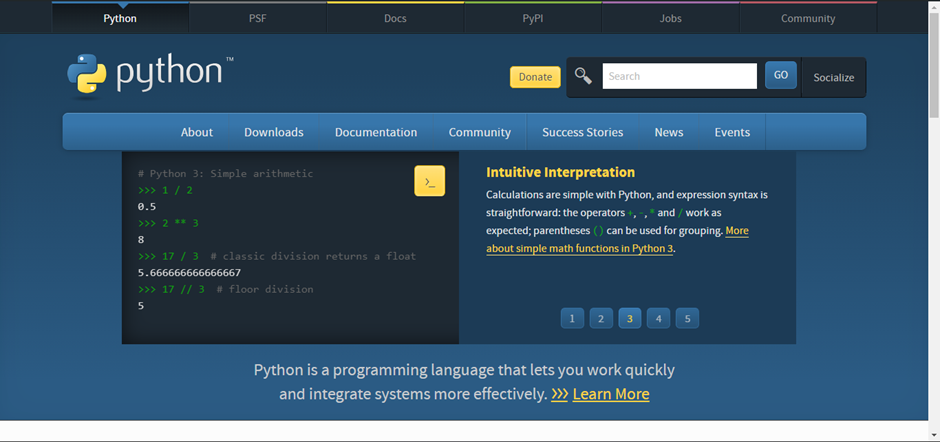 Python PSF Docs PyPI Jobs Community
python™
Donate Search GO Socialize
About Downloads Documentation Community Success Stories News Events
# Python 3: Simple arithmetic
>>> 1 / 2
0.5
>>> 2 ** 3
8
>>> 17 / 3  # classic division returns a float
5.666666666666667
>>> 17 // 3  # floor division
5
>_
Intuitive Interpretation
Calculations are simple with Python, and expression syntax is
straightforward: the operators +, -, * and / work as
expected; parentheses () can be used for grouping. More
about simple math functions in Python 3.
1 2 3 4 5
Python is a programming language that lets you work quickly
and integrate systems more effectively. >>> Learn More